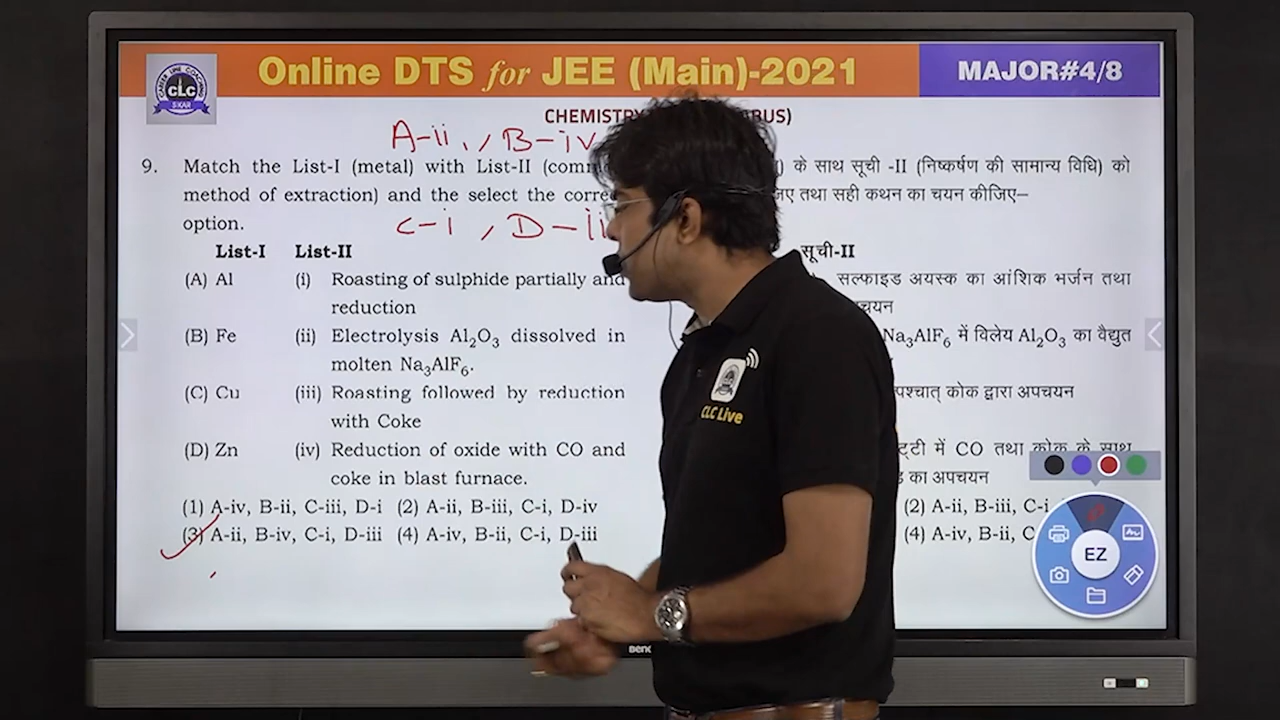 Online DTS for JEE (Main)-2021
MAJOR#4/8
CLC
SIKAR
CHEMISTRY
A-ii, B-iv
9. Match the List-I (metal) with List-II
के साथ सूची -II (निष्कर्षण की सामान्य विधि) को
method of extraction) and the select the
तथा सही कथन का चयन कीजिए–
option.
C-i, D-
List-I List-II
सूची-II
(A) Al (i) Roasting of sulphide partially and
सल्फाइड अयस्क का आंशिक भर्जन तथा
reduction
(B) Fe (ii) Electrolysis Al2O3 dissolved in
Na3AlF6 में विलेय Al2O3 का वैद्युत
molten Na3AlF6.
(C) Cu (iii) Roasting followed by reduction
पश्चात् कोक द्वारा अपचयन
with Coke
(D) Zn (iv) Reduction of oxide with CO and
में CO तथा कोक के साथ
coke in blast furnace.
का अपचयन
(1) A-iv, B-ii, C-iii, D-i (2) A-ii, B-iii, C-i, D-iv
(2) A-ii, B-iii, C-i
(3) A-ii, B-iv, C-i, D-iii (4) A-iv, B-ii, C-i, D-iii
(4) A-iv, B-ii,
EZ
CLC Live
BenQ